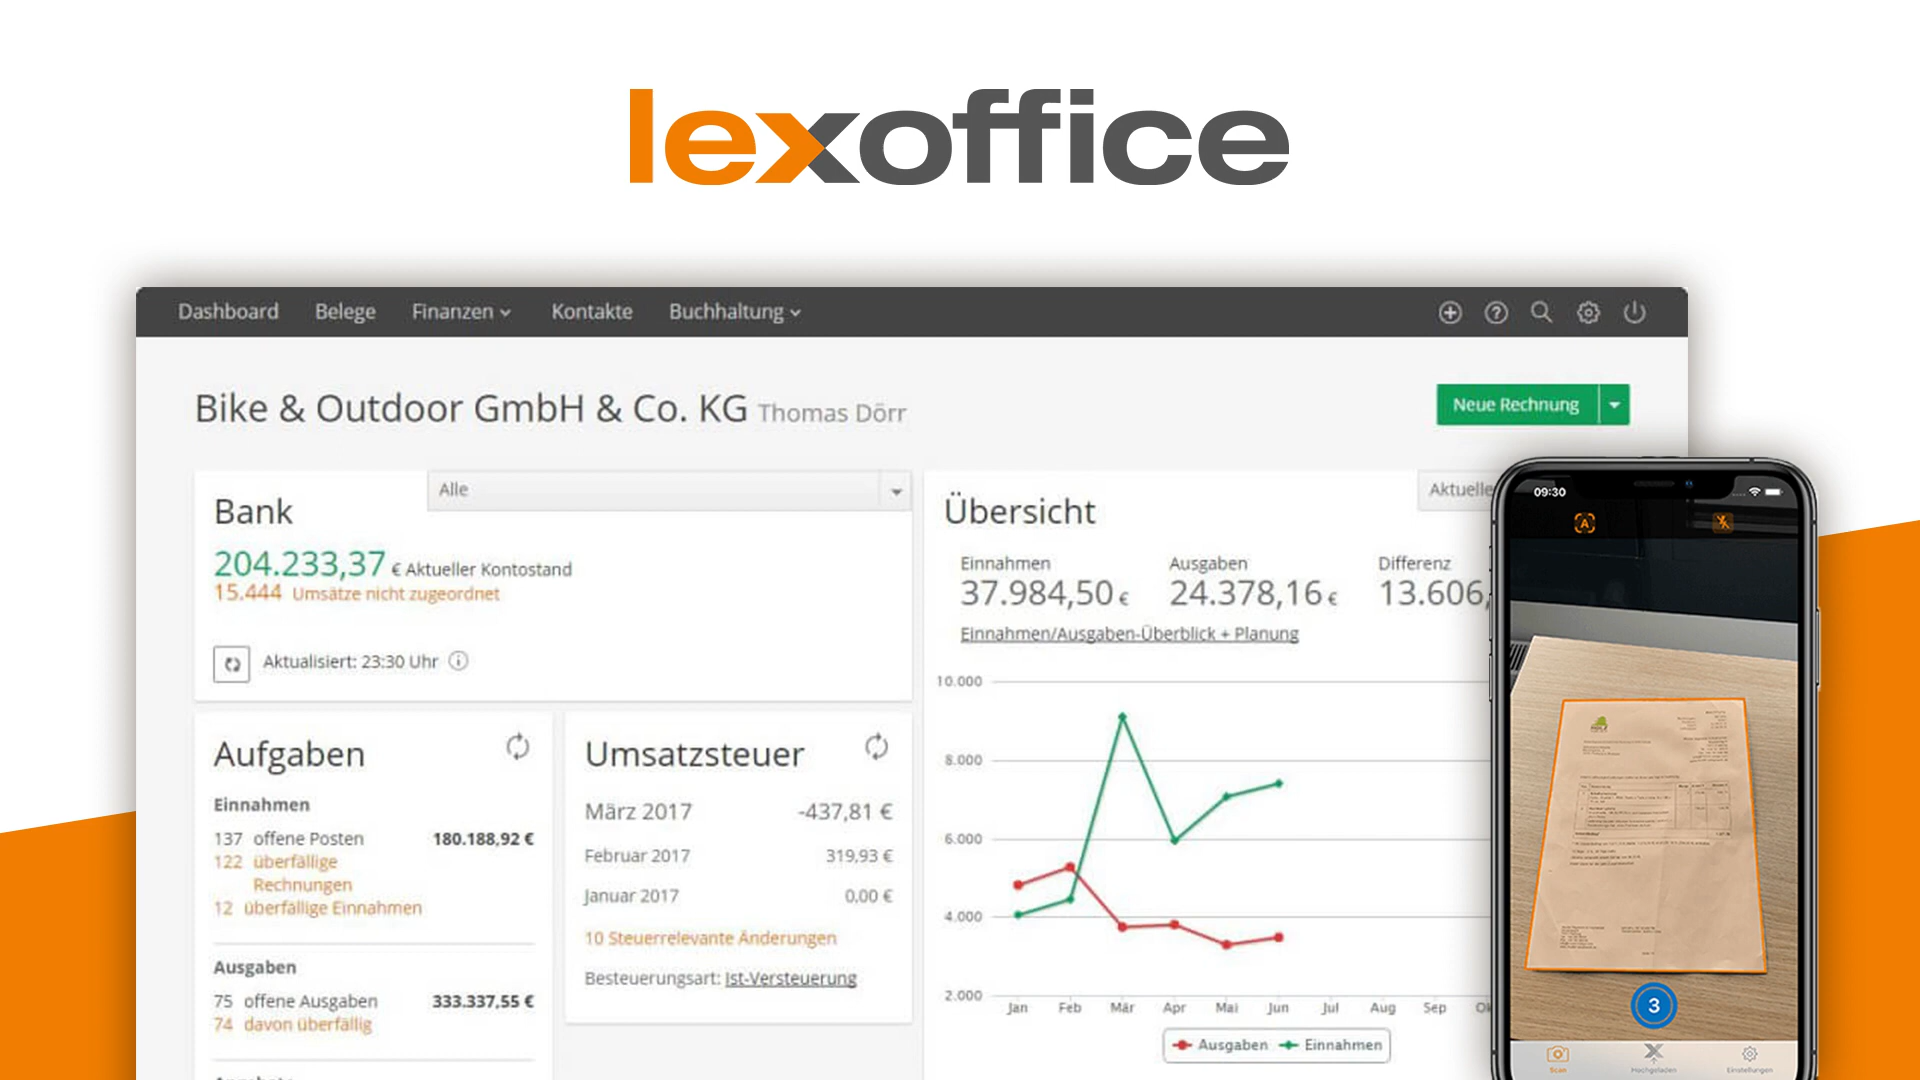 lexoffice
Dashboard Belege Finanzen Kontakte Buchhaltung
Bike & Outdoor GmbH & Co. KG Thomas Dörr
Neue Rechnung
Bank
Alle
204.233,37 € Aktueller Kontostand
15.444 Umsätze nicht zugeordnet
Aktualisiert: 23:30 Uhr
Aufgaben
Einnahmen
137 offene Posten 180.188,92 €
122 überfällige
Rechnungen
12 überfällige Einnahmen
Ausgaben
75 offene Ausgaben 333.337,55 €
74 davon überfällig
Umsatzsteuer
März 2017 -437,81 €
Februar 2017 319,93 €
Januar 2017 0,00 €
10 Steuerrelevante Änderungen
Besteuerungsart: Ist-Versteuerung
Übersicht
Aktuelle
Einnahmen Ausgaben Differenz
37.984,50 € 24.378,16 € 13.606,
Einnahmen/Ausgaben-Überblick + Planung
10.000
8.000
6.000
4.000
2.000
Jan Feb Mär Apr Mai Jun Jul Aug Sep
Ausgaben Einnahmen
09:30
A
3
Scan Hochgeladen Einstellungen